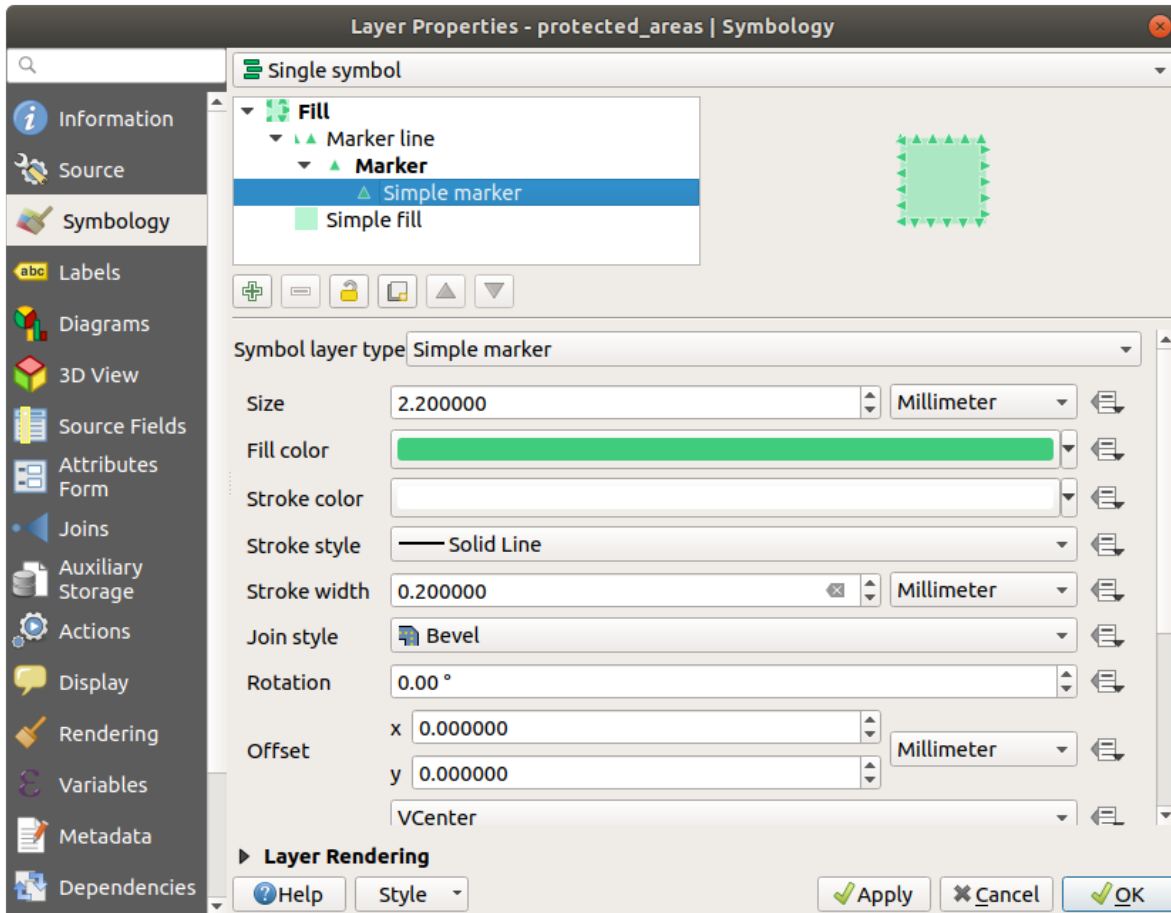 Layer Properties - protected_areas | Symbology
Single symbol
Information
Source
Symbology
abc Labels
Diagrams
3D View
Source Fields
Attributes
Form
Joins
Auxiliary
Storage
Actions
Display
Rendering
Variables
Metadata
Dependencies
Fill
Marker line
Marker
Simple marker
Simple fill
Symbol layer type Simple marker
Size 2.200000 Millimeter
Fill color
Stroke color
Stroke style Solid Line
Stroke width 0.200000 Millimeter
Join style Bevel
Rotation 0.00 °
Offset x 0.000000 Millimeter
y 0.000000
VCenter
Layer Rendering
Help Style Apply Cancel OK